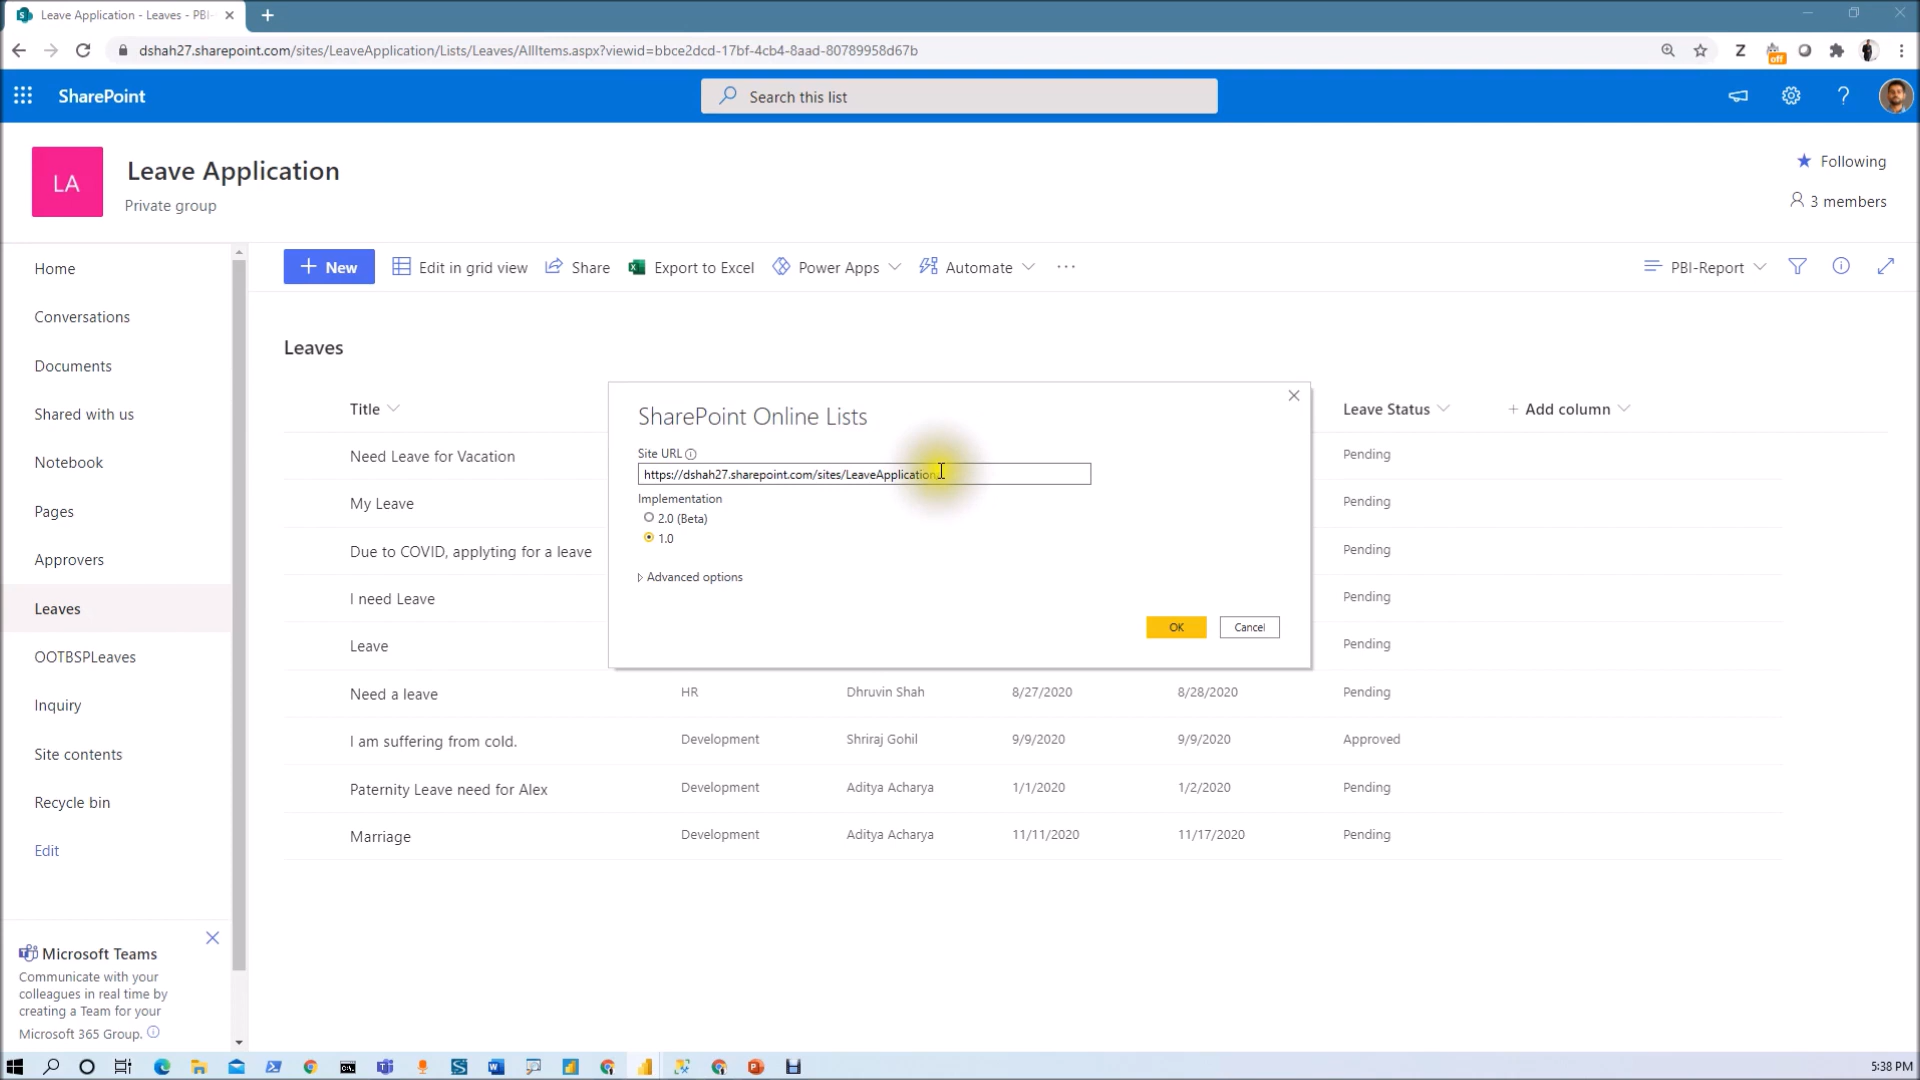 Leave Application - Leaves - PBI-
dshah27.sharepoint.com/sites/LeaveApplication/Lists/Leaves/AllItems.aspx?viewid=bbce2dcd-17bf-4cb4-8aad-80789958d67b
Z
off
SharePoint
Search this list
LA
Leave Application
Private group
Following
3 members
Home
Conversations
Documents
Shared with us
Notebook
Pages
Approvers
Leaves
OOTBSPLeaves
Inquiry
Site contents
Recycle bin
Edit
Microsoft Teams
Communicate with your
colleagues in real time by
creating a Team for your
Microsoft 365 Group.
+ New
Edit in grid view
Share
Export to Excel
Power Apps
Automate
...
PBI-Report
Leaves
Title
Leave Status
+ Add column
Need Leave for Vacation
Pending
My Leave
Pending
Due to COVID, applyting for a leave
Pending
I need Leave
Pending
Leave
Pending
Need a leave HR Dhruvin Shah 8/27/2020 8/28/2020 Pending
I am suffering from cold. Development Shriraj Gohil 9/9/2020 9/9/2020 Approved
Paternity Leave need for Alex Development Aditya Acharya 1/1/2020 1/2/2020 Pending
Marriage Development Aditya Acharya 11/11/2020 11/17/2020 Pending
SharePoint Online Lists
Site URL
https://dshah27.sharepoint.com/sites/LeaveApplication
Implementation
2.0 (Beta)
1.0
Advanced options
OK
Cancel
5:38 PM